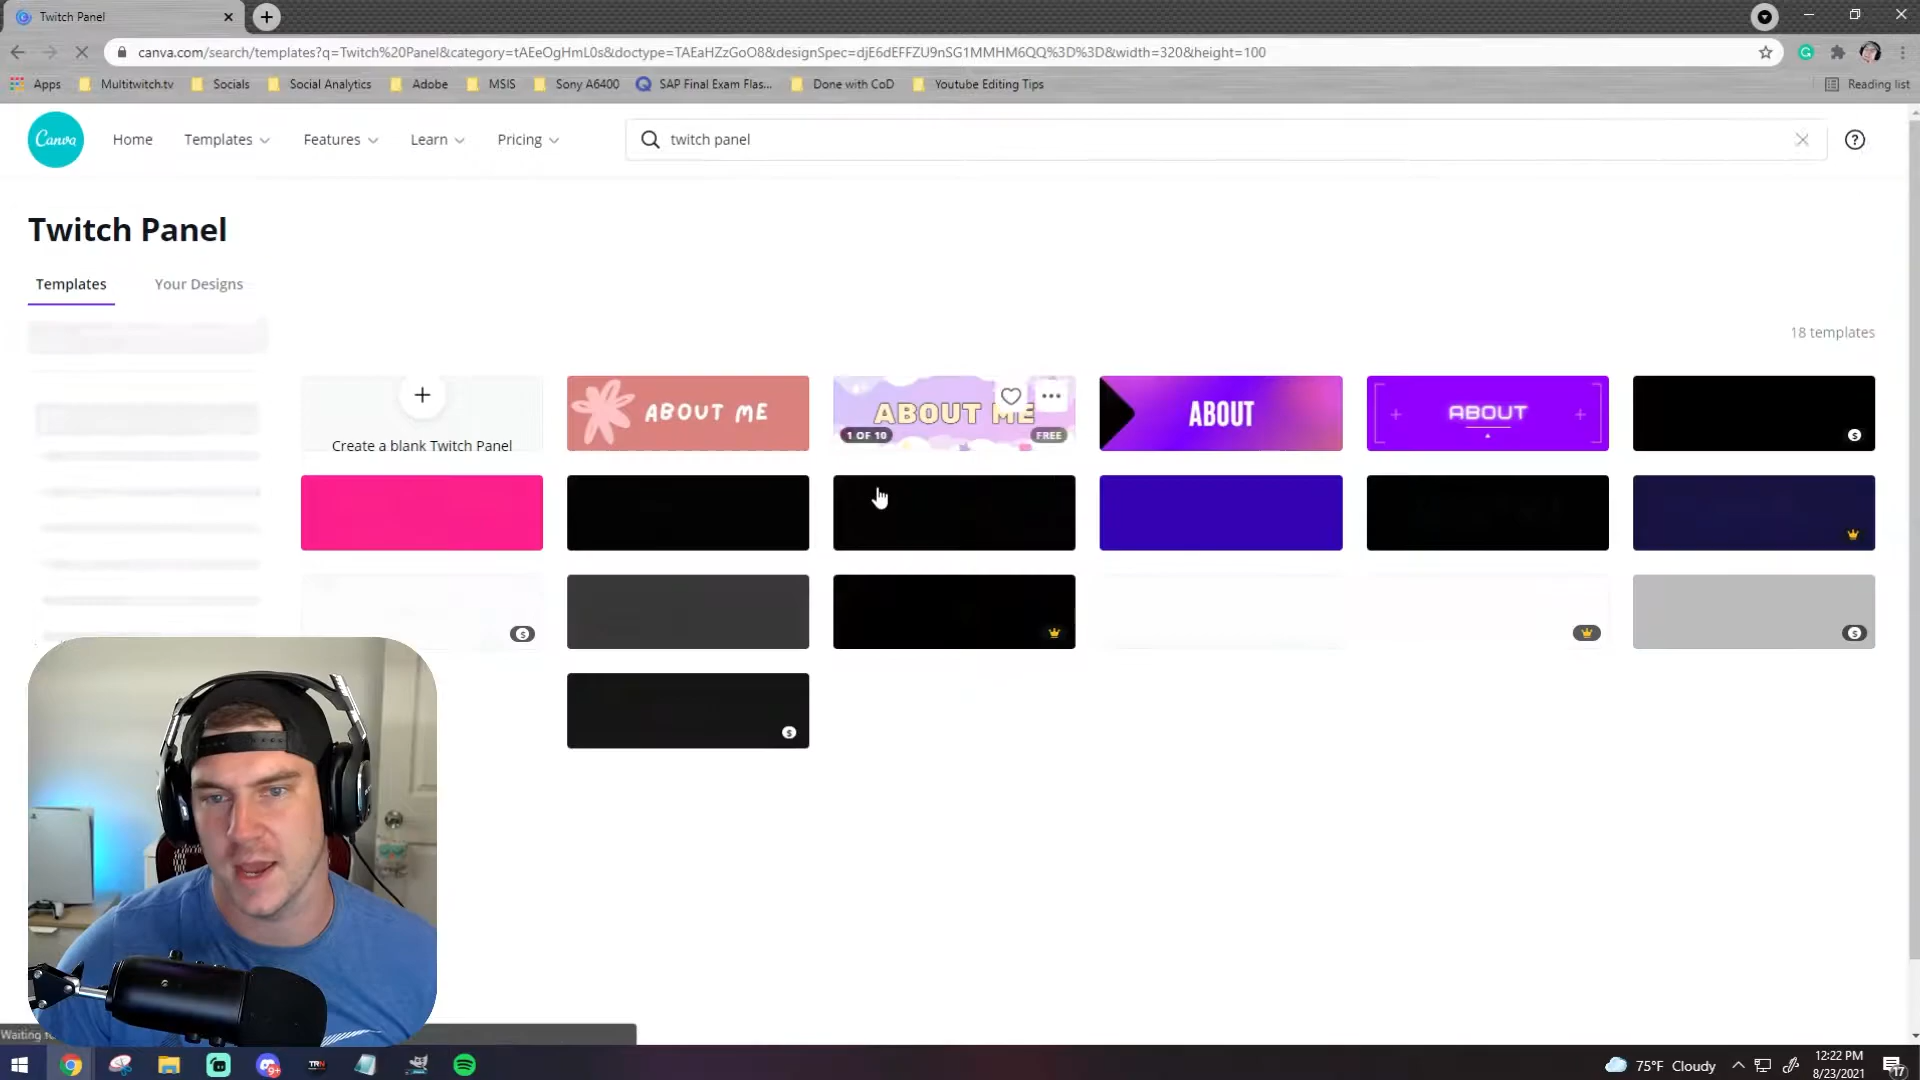 Twitch Panel
canva.com/search/templates?q=Twitch%20Panel&category=tAEeOgHmL0s&doctype=TAEaHZzGoO8&designSpec=djE6dEFFZU9nSG1MMHM6QQ%3D%3D&width=320&height=100
Apps Multitwitch.tv Socials Social Analytics Adobe MSIS Sony A6400 SAP Final Exam Flas... Done with CoD Youtube Editing Tips Reading list
Canva Home Templates Features Learn Pricing twitch panel
Twitch Panel
Templates Your Designs
18 templates
ABOUT ME ABOUT ME ABOUT ABOUT
1 OF 10 FREE
Create a blank Twitch Panel
Waiting
TRN
9+
75°F Cloudy
12:22 PM
8/23/2021
17